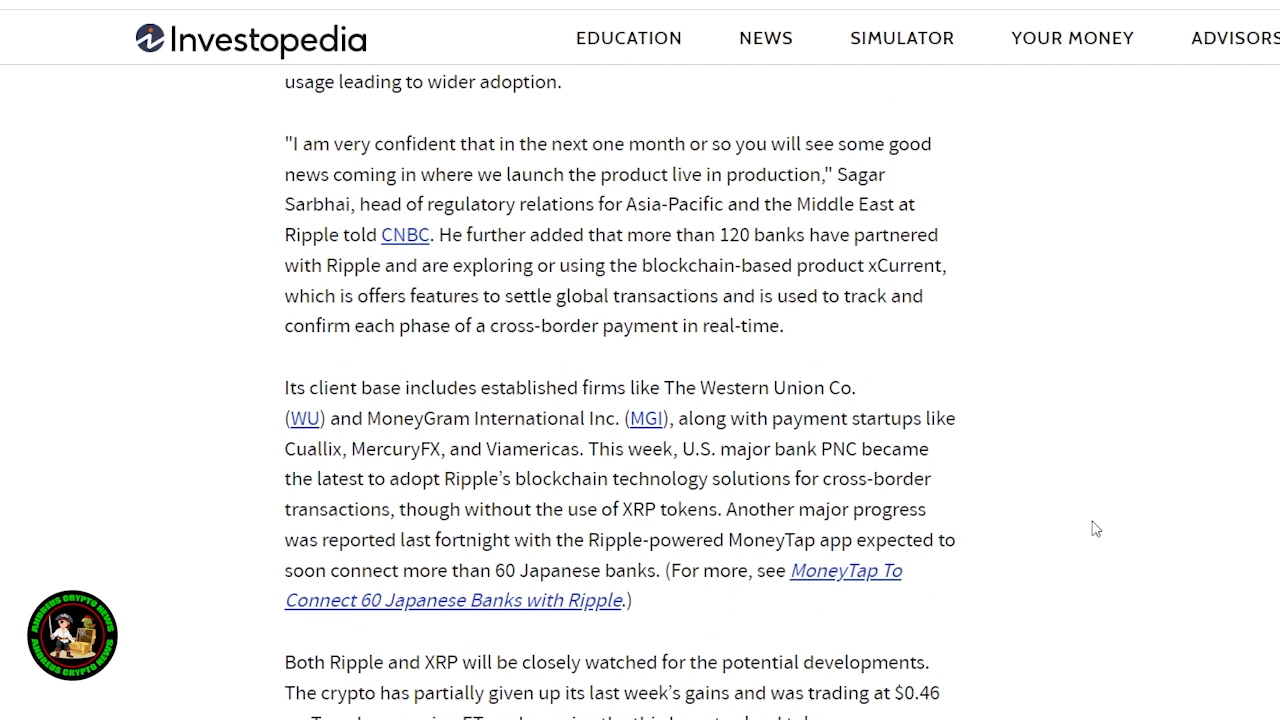 Investopedia
EDUCATION NEWS SIMULATOR YOUR MONEY ADVISORS
usage leading to wider adoption.
"I am very confident that in the next one month or so you will see some good
news coming in where we launch the product live in production," Sagar
Sarbhai, head of regulatory relations for Asia-Pacific and the Middle East at
Ripple told CNBC. He further added that more than 120 banks have partnered
with Ripple and are exploring or using the blockchain-based product xCurrent,
which is offers features to settle global transactions and is used to track and
confirm each phase of a cross-border payment in real-time.
Its client base includes established firms like The Western Union Co.
(WU) and MoneyGram International Inc. (MGI), along with payment startups like
Cuallix, MercuryFX, and Viamericas. This week, U.S. major bank PNC became
the latest to adopt Ripple’s blockchain technology solutions for cross-border
transactions, though without the use of XRP tokens. Another major progress
was reported last fortnight with the Ripple-powered MoneyTap app expected to
soon connect more than 60 Japanese banks. (For more, see MoneyTap To
Connect 60 Japanese Banks with Ripple.)
Both Ripple and XRP will be closely watched for the potential developments.
The crypto has partially given up its last week’s gains and was trading at $0.46
ANDREUS CRYPTO NEWS
ANDREUS CRYPTO NEWS